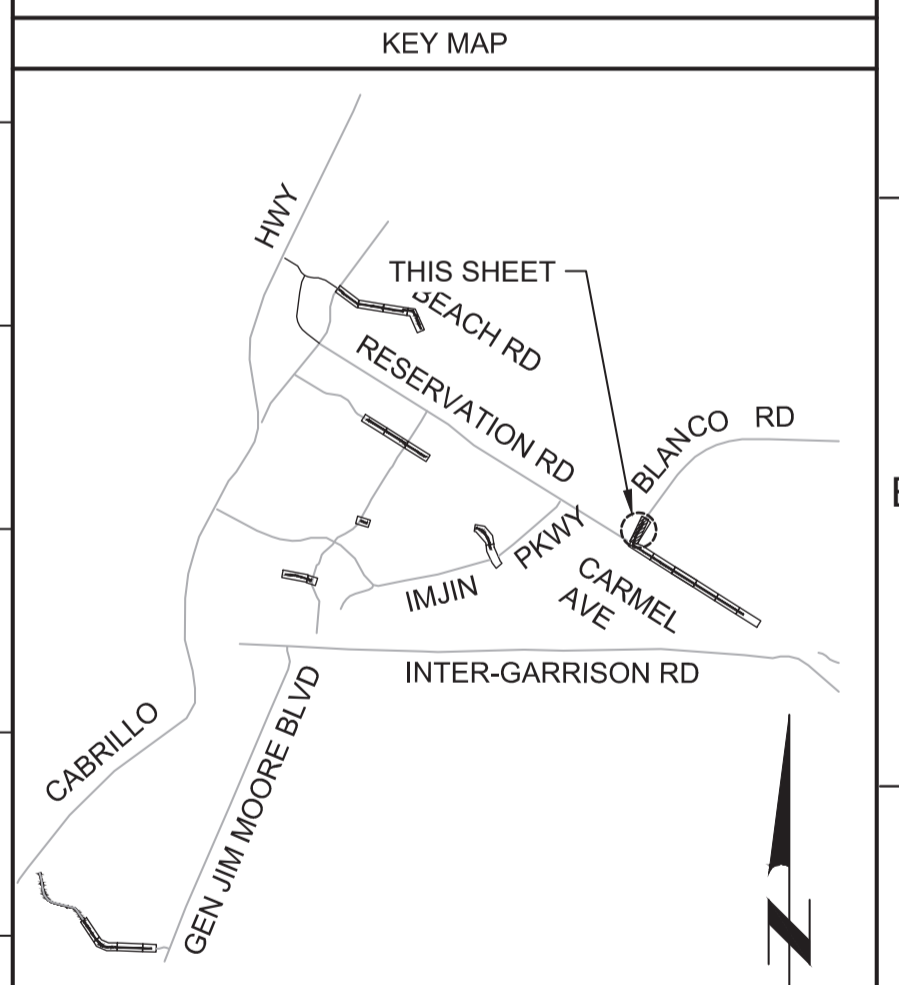 KEY MAP
HWY
THIS SHEET
BEACH RD
RESERVATION RD
BLANCO RD
IMJIN PKWY
CARMEL
AVE
INTER-GARRISON RD
CABRILLO
GEN JIM MOORE BLVD
N